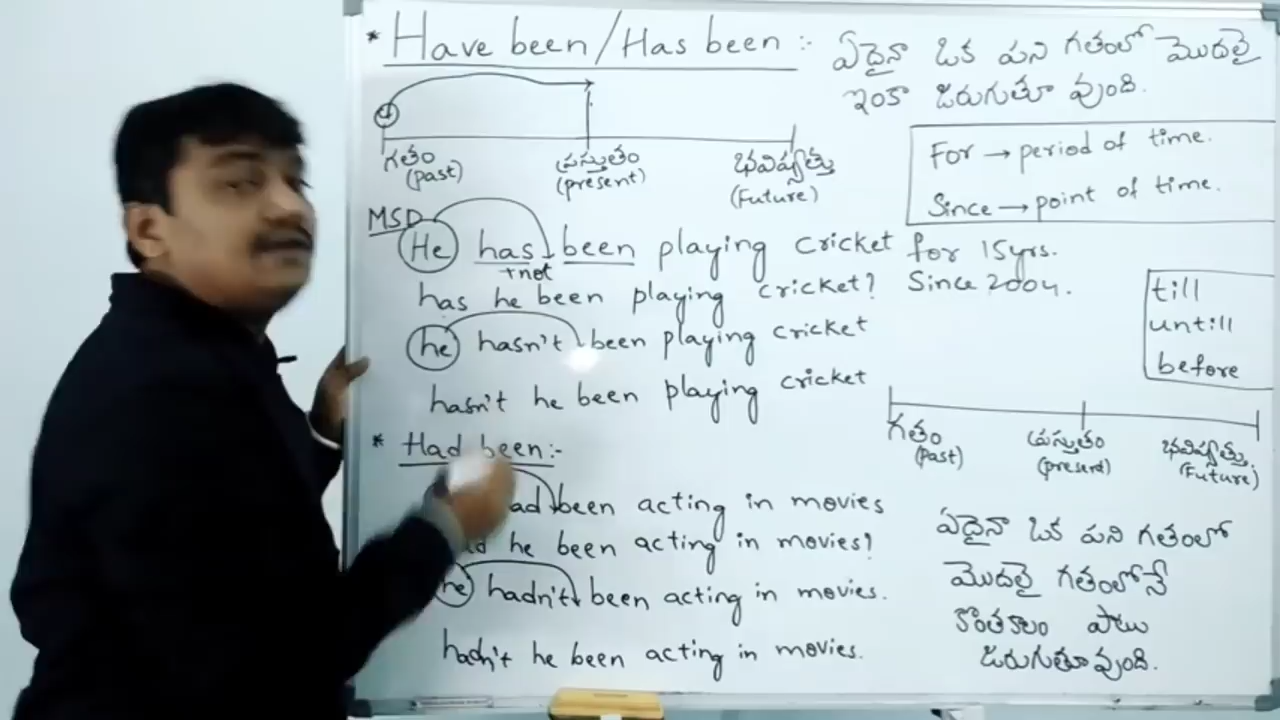 * Have been/Has been :-
ఏదైనా ఒక పని గతంలో మొదలై
ఇంకా జరుగుతూ వుంది.
గతం (past)
ప్రస్తుతం (present)
భవిష్యత్తు (Future)
For → period of time.
Since → point of time.
MSD
He has been playing cricket for 15yrs.
+not
has he been playing cricket? Since 2004.
he hasn't been playing cricket
hasn't he been playing cricket
till
until
before
గతం (past)
ప్రస్తుతం (present)
భవిష్యత్తు (Future)
* Had been:-
been acting in movies
he been acting in movies?
he hadn't been acting in movies.
hadn't he been acting in movies.
ఏదైనా ఒక పని గతంలో
మొదలై గతంలోనే
కొంతకాలం పాటు
జరుగుతూ వుంది.